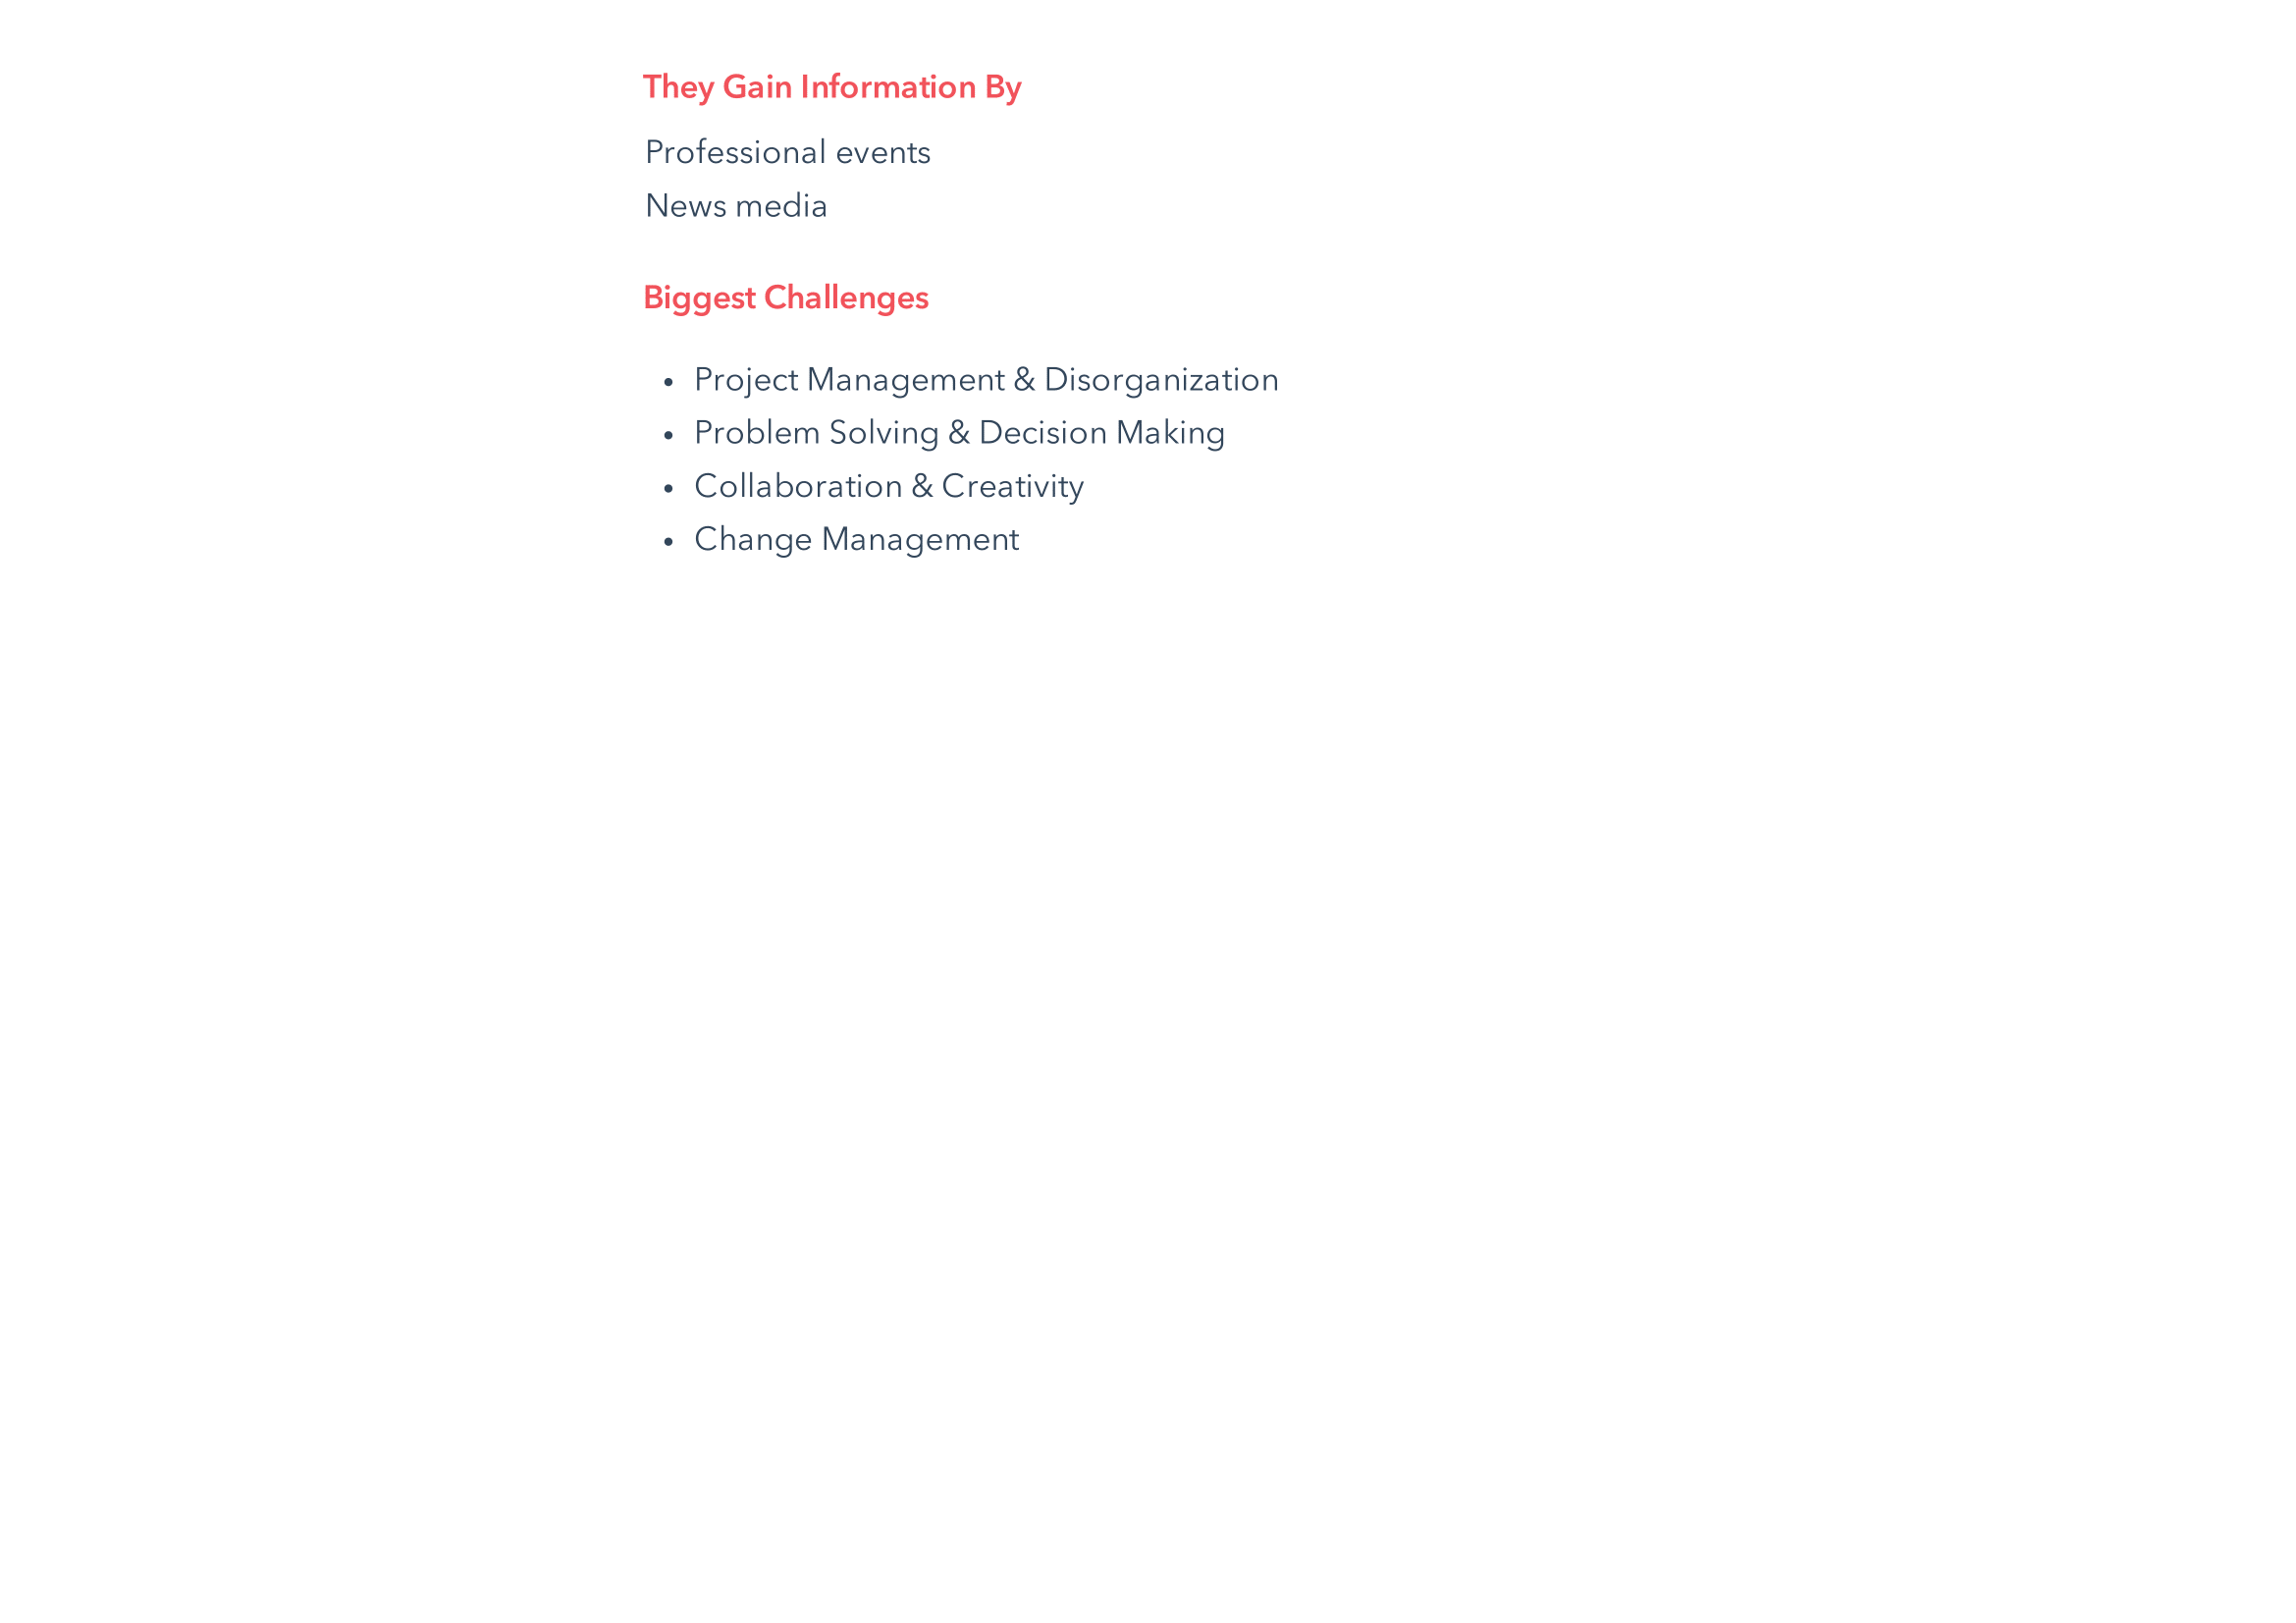 They Gain Information By
Professional events
News media
Biggest Challenges
• Project Management & Disorganization
• Problem Solving & Decision Making
• Collaboration & Creativity
• Change Management